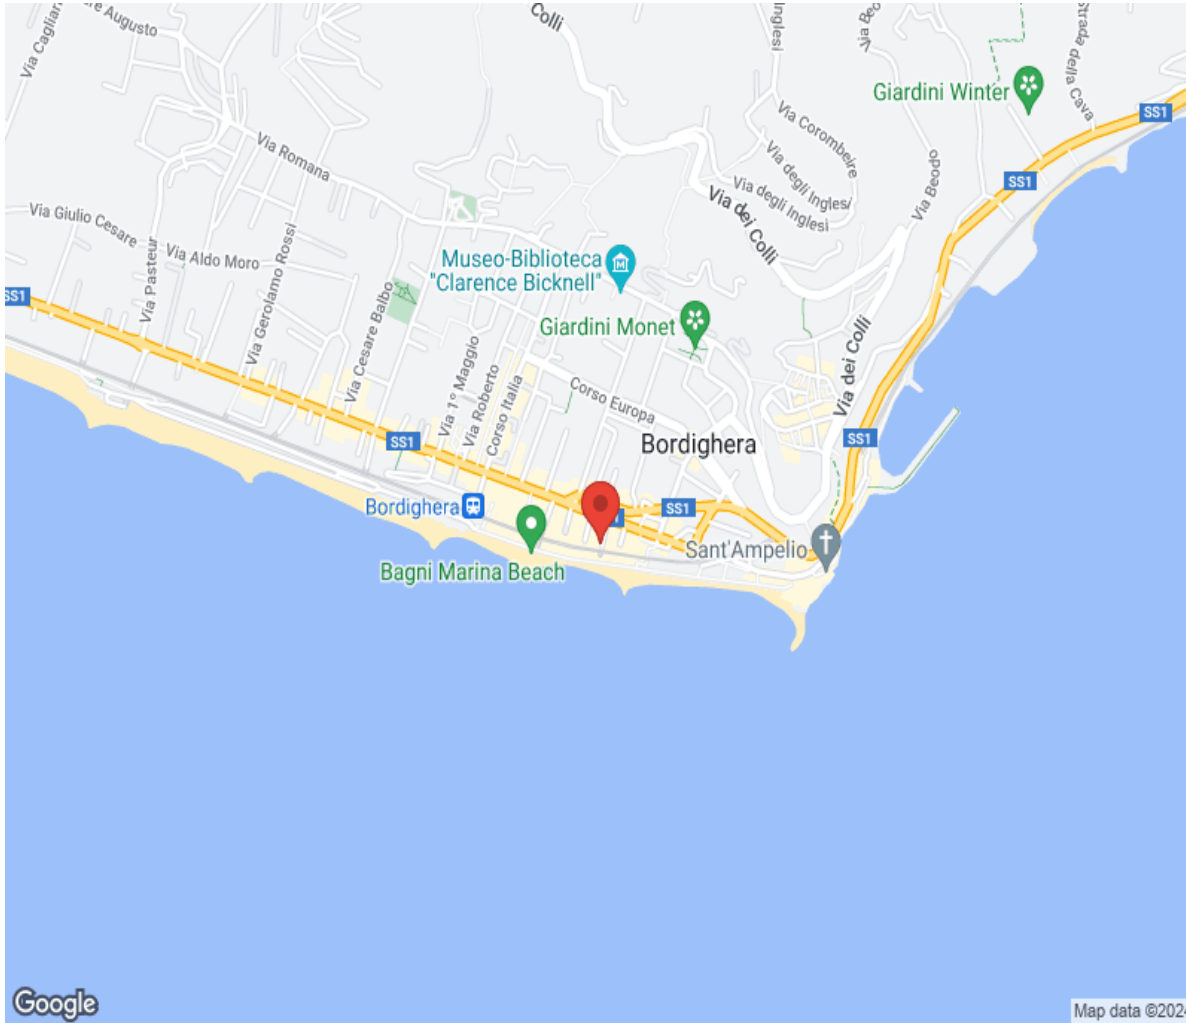 Colli
Inglesi
Via Beo
Strada della Cava
re Augusto
Via Cagliari
Giardini Winter
SS1
Via Corombeire
Via Romana
Via degli Inglesi
SS1
Via degli Inglesi
Via Beodo
Via dei Colli
Via Giulio Cesare
Via Aldo Moro
Via Pasteur
Via Gerolamo Rossi
Museo-Biblioteca
"Clarence Bicknell"
SS1
Via Cesare Balbo
Giardini Monet
Via dei Colli
Via 1º Maggio
Via Roberto
Corso Italia
Corso Europa
SS1
SS1
Bordighera
Bordighera
SS1
Sant'Ampelio
Bagni Marina Beach
Google
Map data ©2024